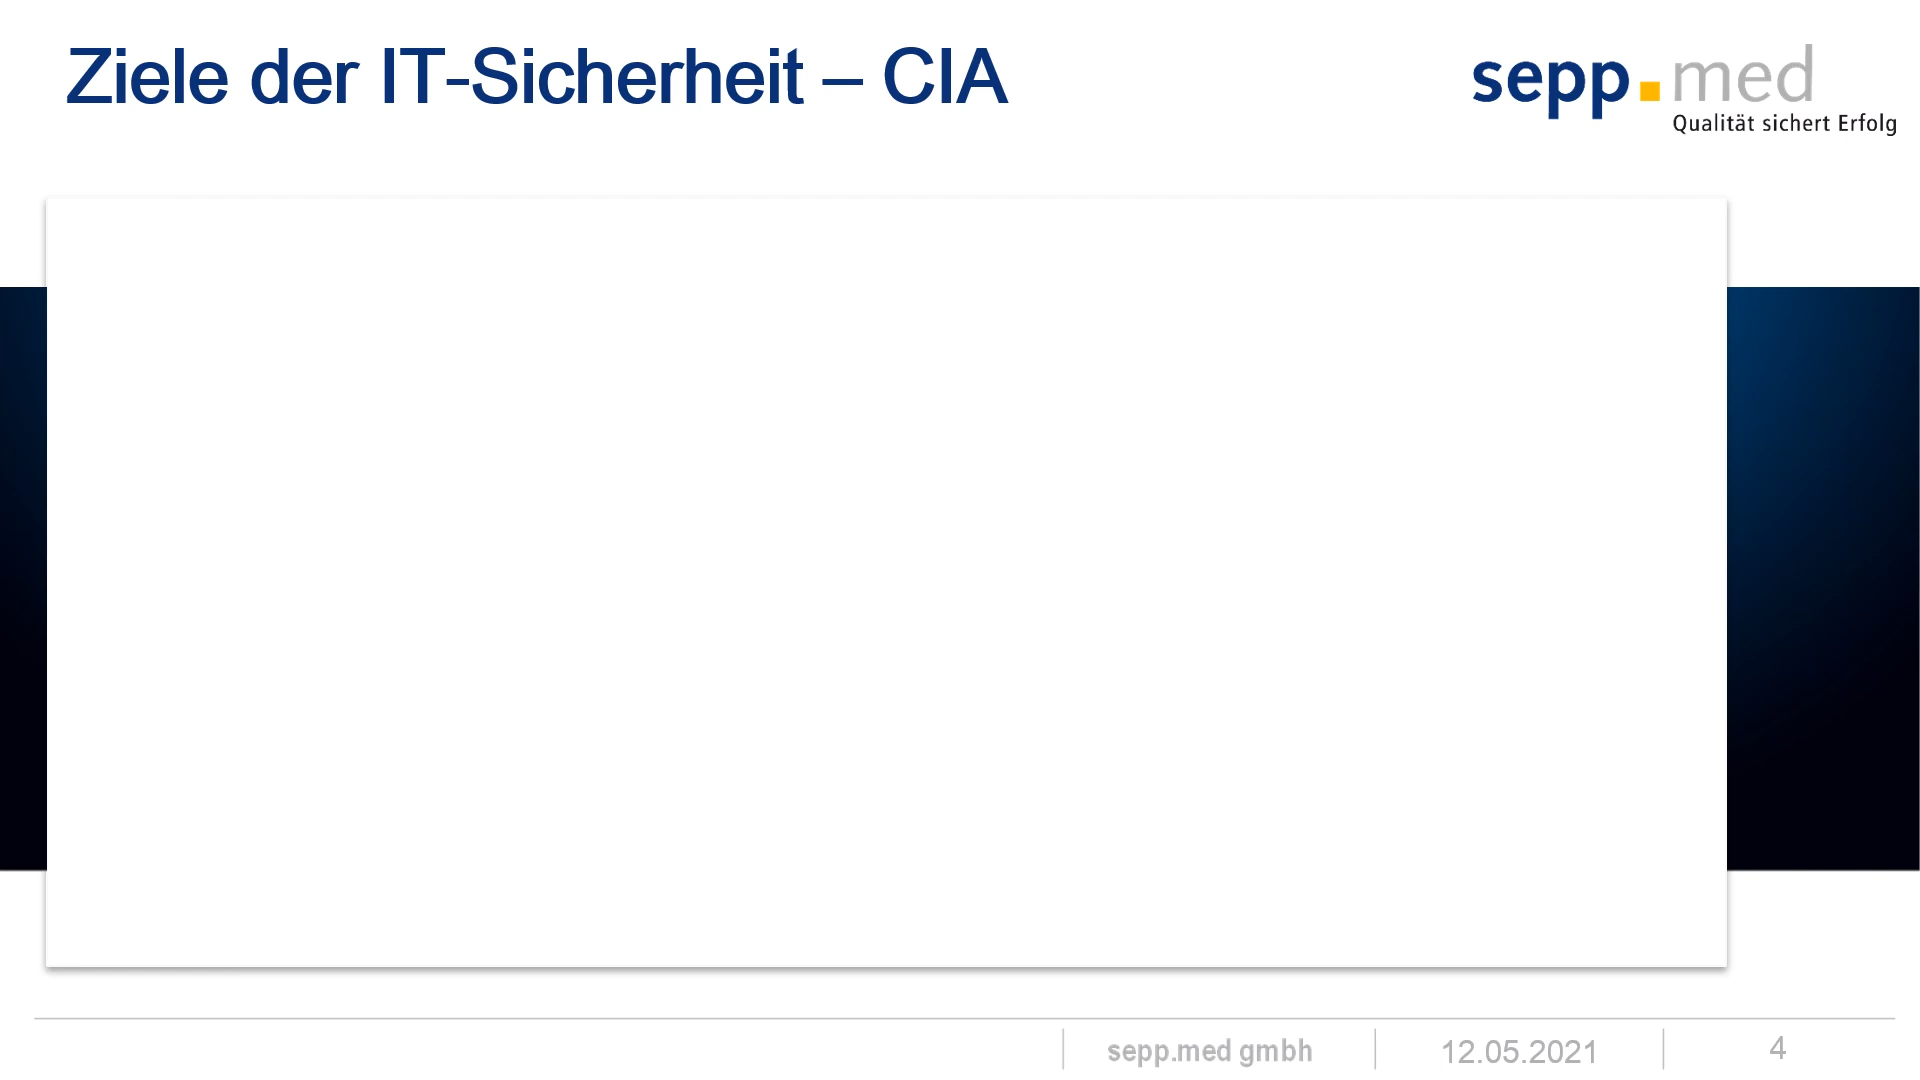 Ziele der IT-Sicherheit – CIA
sepp.med
Qualität sichert Erfolg
sepp.med gmbh
12.05.2021
4